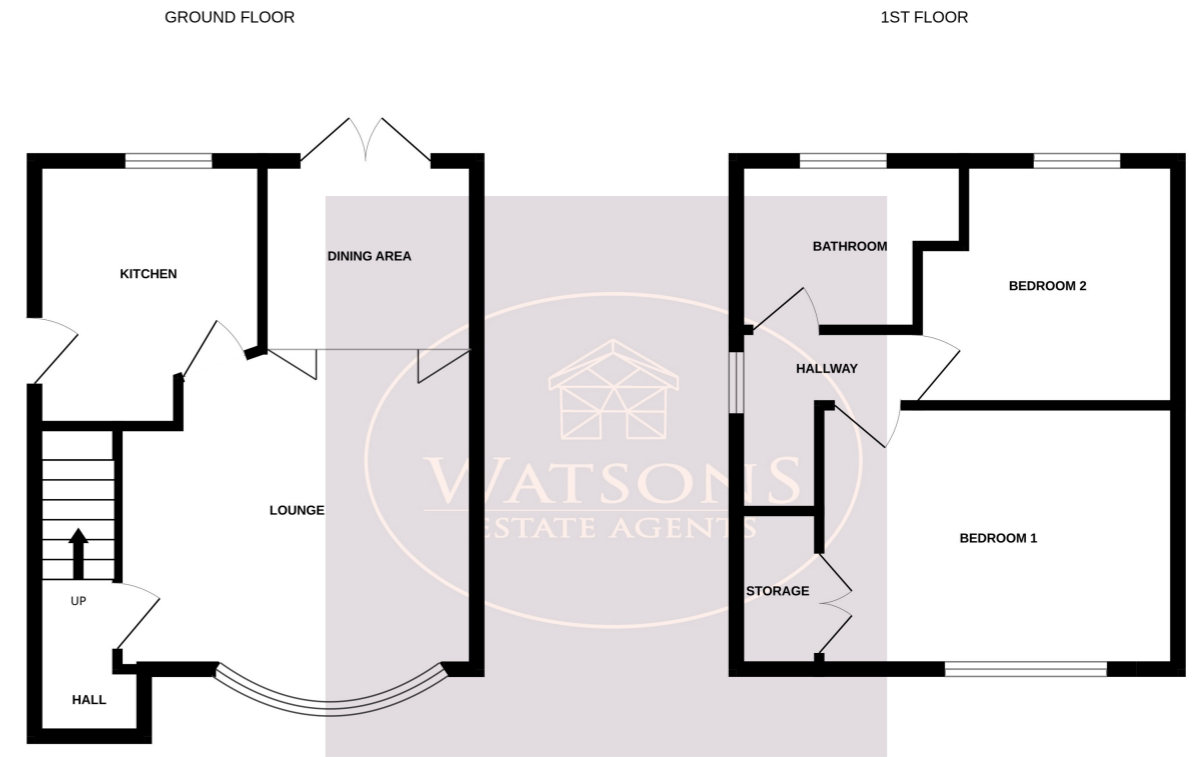 GROUND FLOOR
1ST FLOOR
KITCHEN
DINING AREA
LOUNGE
UP
HALL
BATHROOM
BEDROOM 2
HALLWAY
BEDROOM 1
STORAGE
WATSONS
ESTATE AGENTS